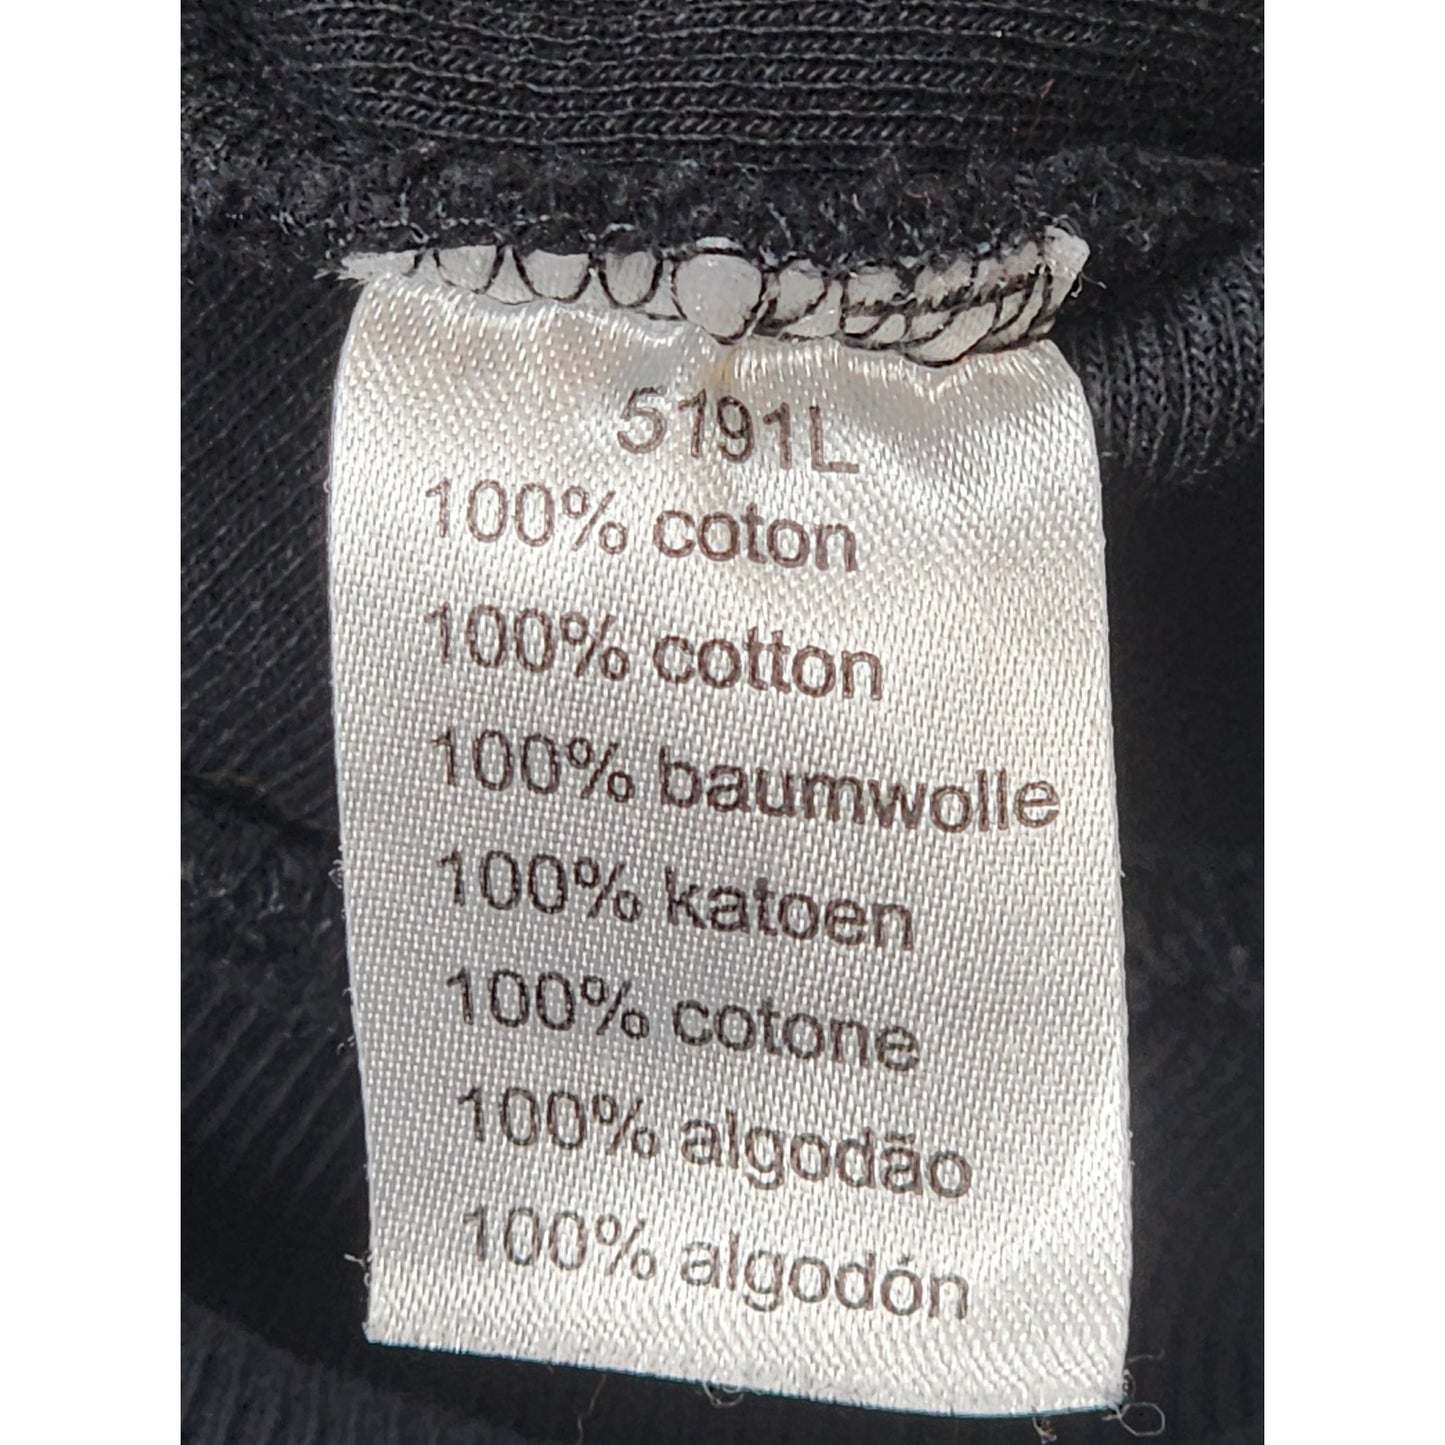 5191L
100% coton
100% cotton
100% baumwolle
100% katoen
100% cotone
100% algodão
100% algodón